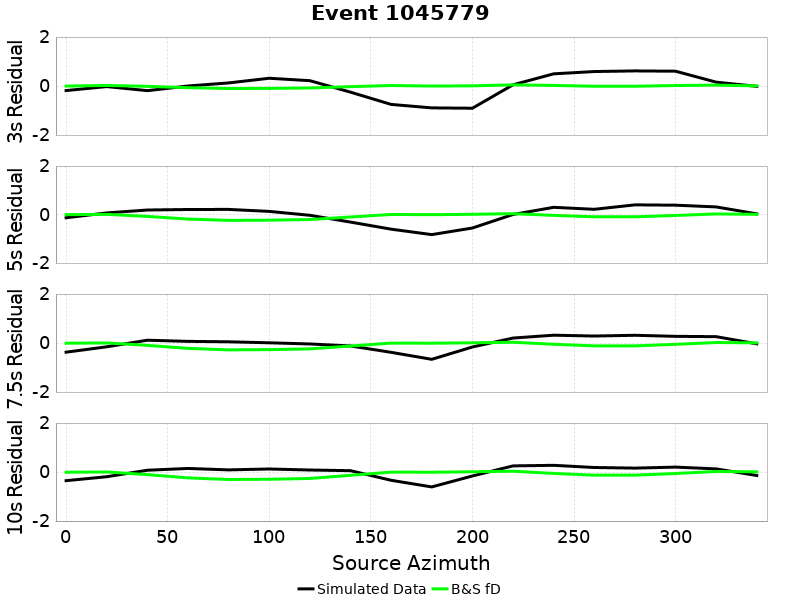 Event 1045779
3s Residual
2
0
-2
5s Residual
2
0
-2
7.5s Residual
2
0
-2
10s Residual
2
0
-2
0 50 100 150 200 250 300
Source Azimuth
Simulated Data B&S fD